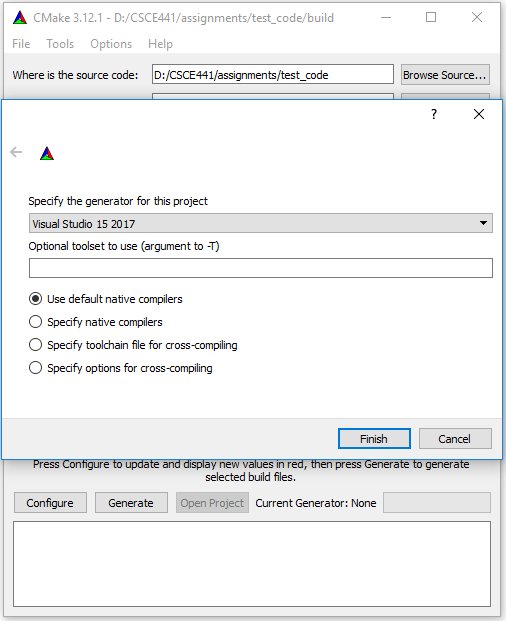 CMake 3.12.1 - D:/CSCE441/assignments/test_code/build
File Tools Options Help
Where is the source code: D:/CSCE441/assignments/test_code Browse Source...
?
Specify the generator for this project
Visual Studio 15 2017
Optional toolset to use (argument to -T)
Use default native compilers
Specify native compilers
Specify toolchain file for cross-compiling
Specify options for cross-compiling
Finish Cancel
Press Configure to update and display new values in red, then press Generate to generate
selected build files.
Configure Generate Open Project Current Generator: None